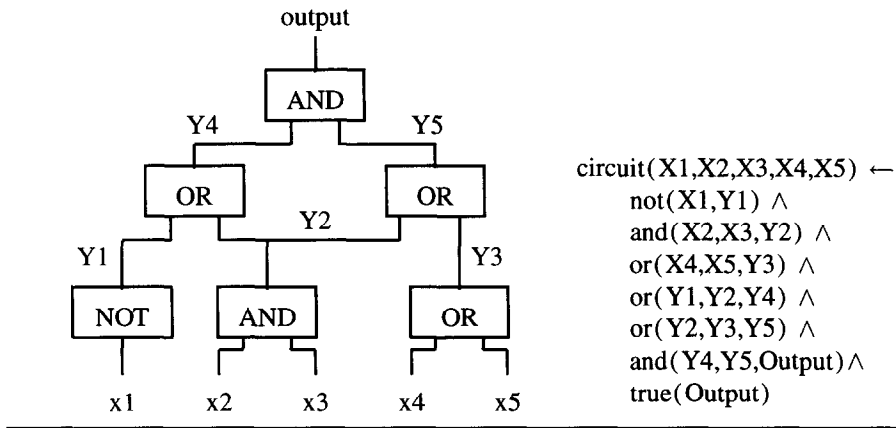 output
AND
Y4 Y5
OR OR
Y2
Y1 Y3
NOT AND OR
x1 x2 x3 x4 x5
circuit(X1,X2,X3,X4,X5) ←
not(X1,Y1) ∧
and(X2,X3,Y2) ∧
or(X4,X5,Y3) ∧
or(Y1,Y2,Y4) ∧
or(Y2,Y3,Y5) ∧
and(Y4,Y5,Output)∧
true(Output)